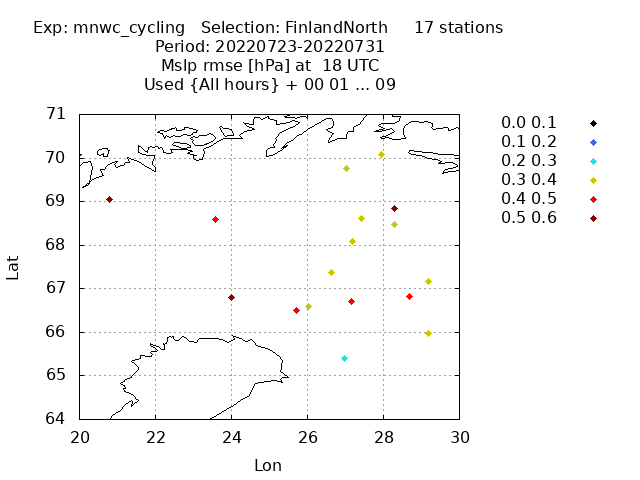 Exp: mnwc_cycling   Selection: FinlandNorth     17 stations
Period: 20220723-20220731
Mslp rmse [hPa] at  18 UTC
Used {All hours} + 00 01 ... 09
71
70
69
68
67
66
65
64
Lat
20 22 24 26 28 30
Lon
0.0 0.1
0.1 0.2
0.2 0.3
0.3 0.4
0.4 0.5
0.5 0.6